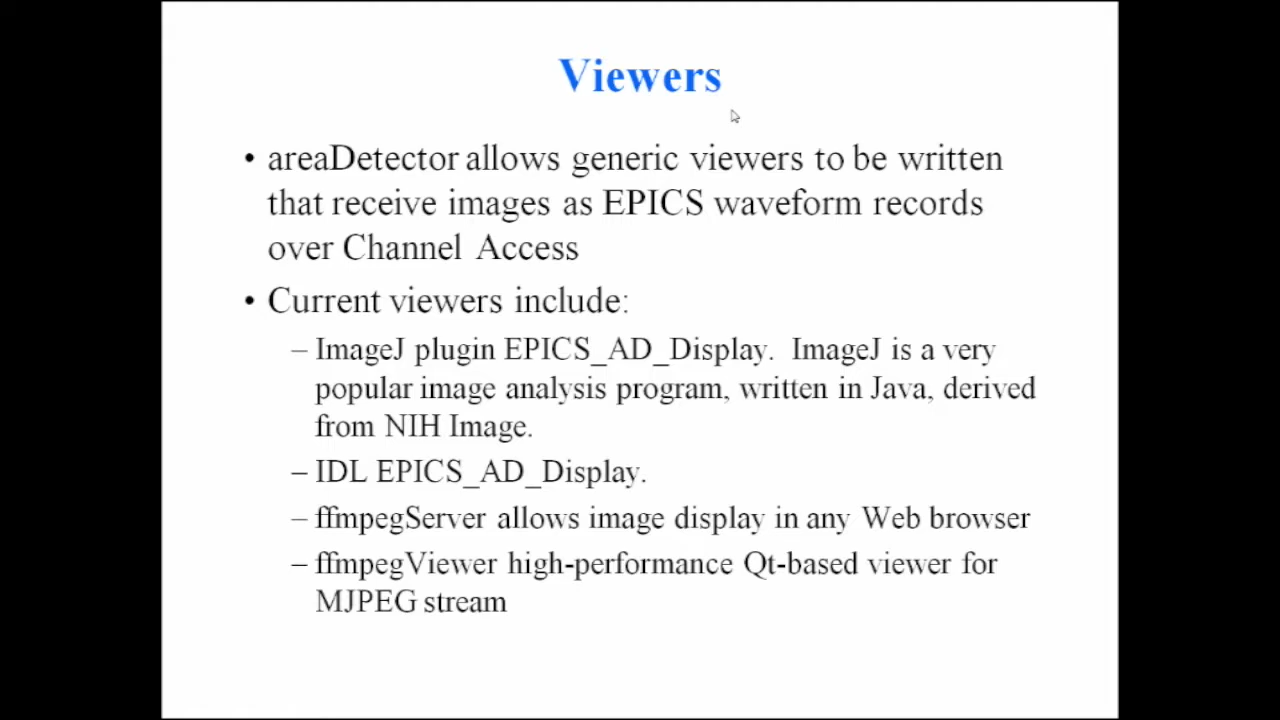 Viewers
• areaDetector allows generic viewers to be written
that receive images as EPICS waveform records
over Channel Access
• Current viewers include:
– ImageJ plugin EPICS_AD_Display.  ImageJ is a very
popular image analysis program, written in Java, derived
from NIH Image.
– IDL EPICS_AD_Display.
– ffmpegServer allows image display in any Web browser
– ffmpegViewer high-performance Qt-based viewer for
MJPEG stream